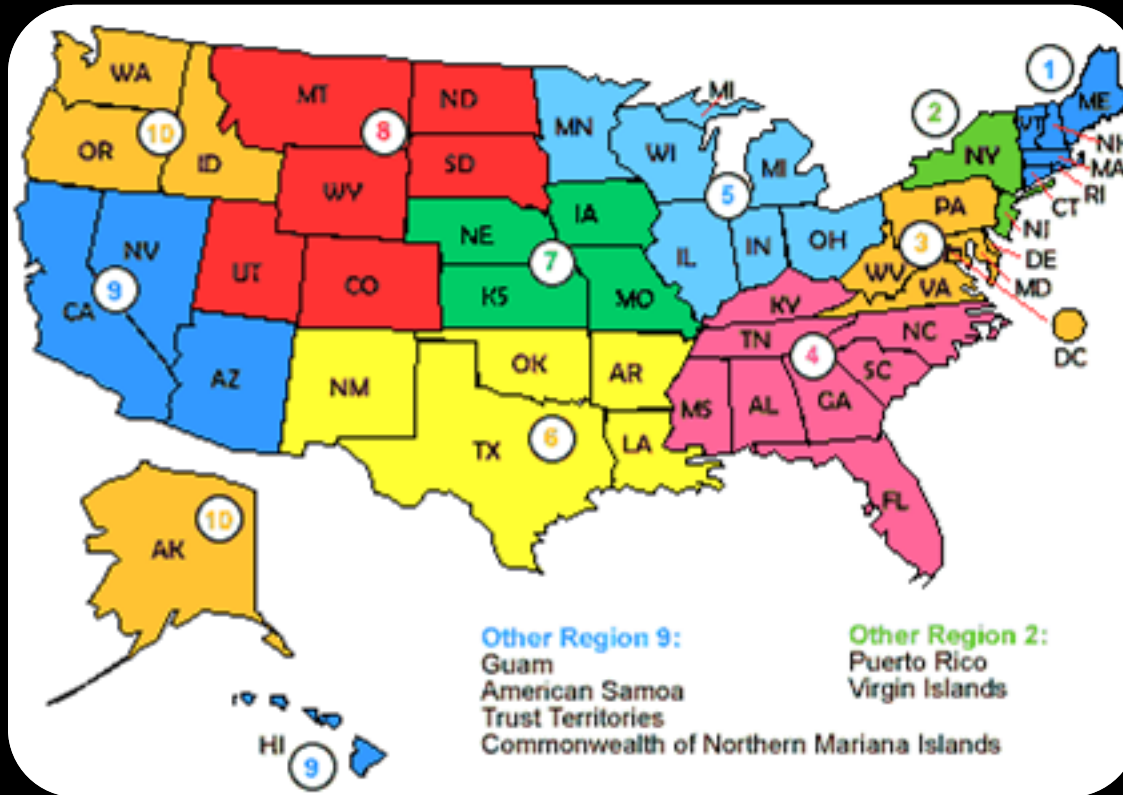 1
ME
VT
NH
MA
RI
CT
2
NY
NJ
PA
3
DE
MD
WV
VA
DC
WA
10
OR
ID
MT
8
ND
SD
WY
UT
CO
MN
WI
MI
MI
5
IL
IN
OH
IA
NE
7
KS
MO
KY
TN
NC
4
SC
MS
AL
GA
FL
NV
CA
9
AZ
NM
OK
AR
TX
6
LA
AK
10
HI
9
Other Region 9:
Guam
American Samoa
Trust Territories
Commonwealth of Northern Mariana Islands
Other Region 2:
Puerto Rico
Virgin Islands